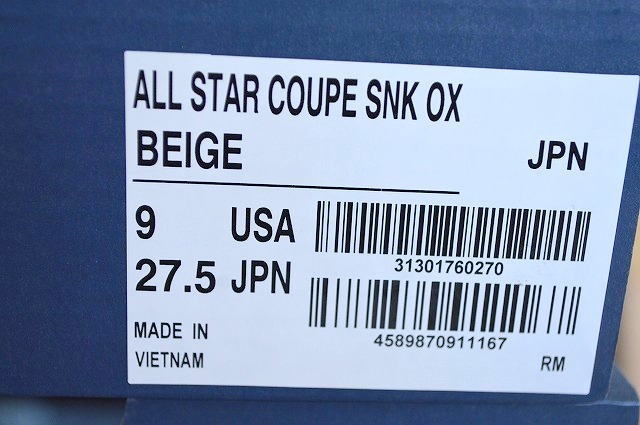 ALL STAR COUPE SNK OX
BEIGE JPN
9 USA
31301760270
27.5 JPN
4589870911167
MADE IN
VIETNAM RM